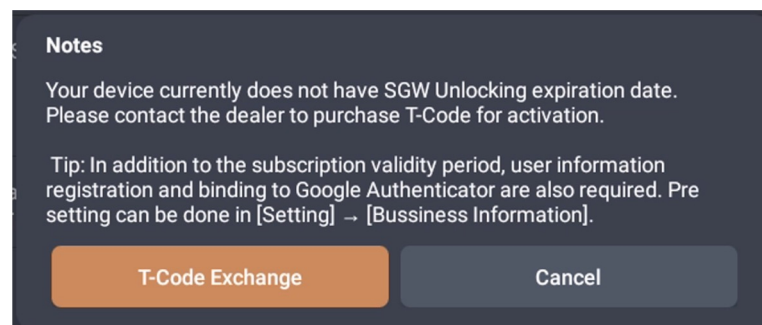 Notes
Your device currently does not have SGW Unlocking expiration date.
Please contact the dealer to purchase T-Code for activation.
Tip: In addition to the subscription validity period, user information
registration and binding to Google Authenticator are also required. Pre
setting can be done in [Setting] → [Bussiness Information].
T-Code Exchange
Cancel